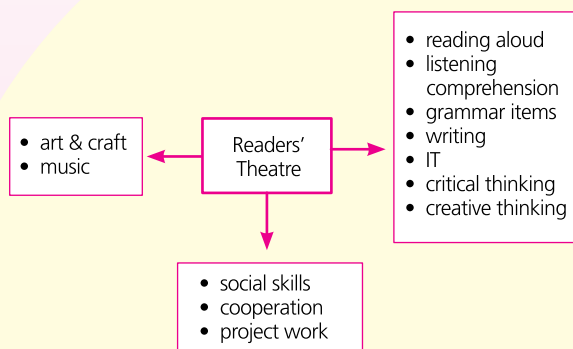 • reading aloud
• listening
comprehension
• grammar items
• writing
• IT
• critical thinking
• creative thinking
• art & craft
• music
Readers’
Theatre
• social skills
• cooperation
• project work